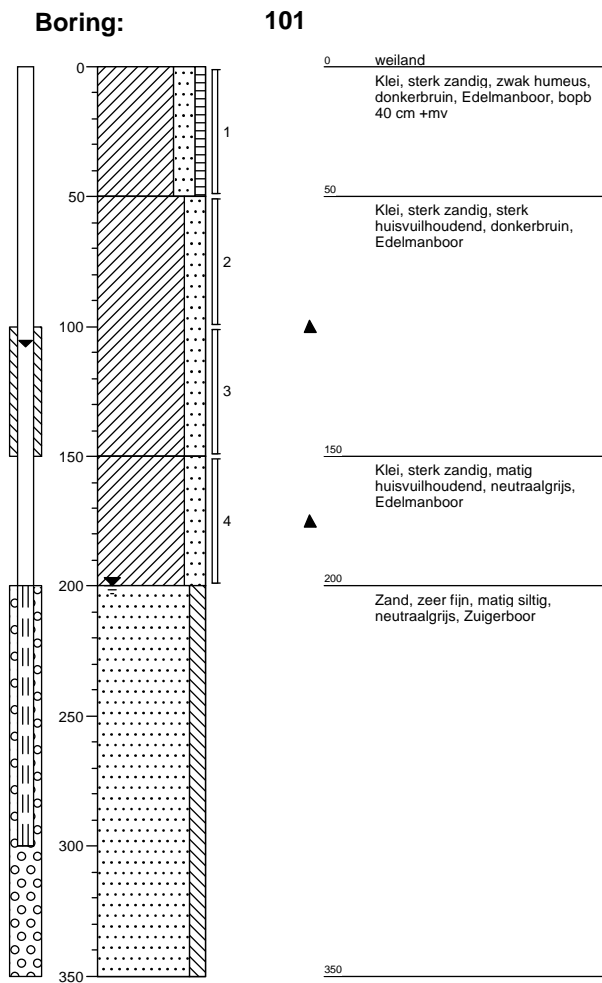 Boring: 101
0
50
100
150
200
250
300
350
1
2
3
4
0 weiland
Klei, sterk zandig, zwak humeus,
donkerbruin, Edelmanboor, bopb
40 cm +mv
50
Klei, sterk zandig, sterk
huisvuilhoudend, donkerbruin,
Edelmanboor
150
Klei, sterk zandig, matig
huisvuilhoudend, neutraalgrijs,
Edelmanboor
200
Zand, zeer fijn, matig siltig,
neutraalgrijs, Zuigerboor
350